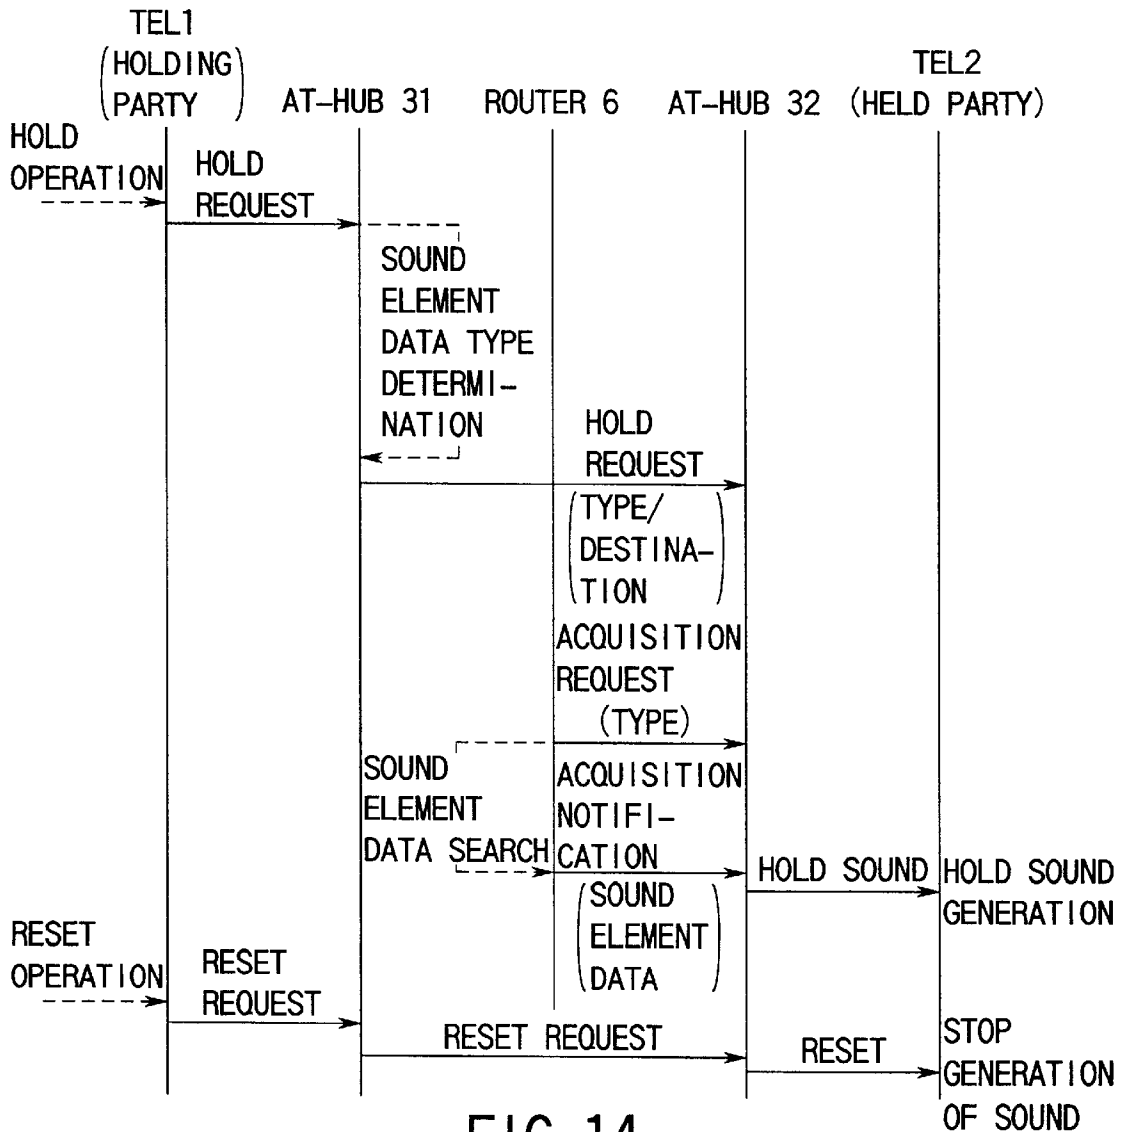 TEL1
(HOLDING
PARTY)
AT-HUB 31
ROUTER 6
AT-HUB 32
TEL2
(HELD PARTY)
HOLD
OPERATION
HOLD
REQUEST
SOUND
ELEMENT
DATA TYPE
DETERMI-
NATION
HOLD
REQUEST
(TYPE/
DESTINA-
TION)
ACQUISITION
REQUEST
(TYPE)
SOUND
ELEMENT
DATA SEARCH
ACQUISITION
NOTIFI-
CATION
(SOUND
ELEMENT
DATA)
HOLD SOUND
HOLD SOUND
GENERATION
RESET
OPERATION
RESET
REQUEST
RESET REQUEST
RESET
STOP
GENERATION
OF SOUND
FIG. 14